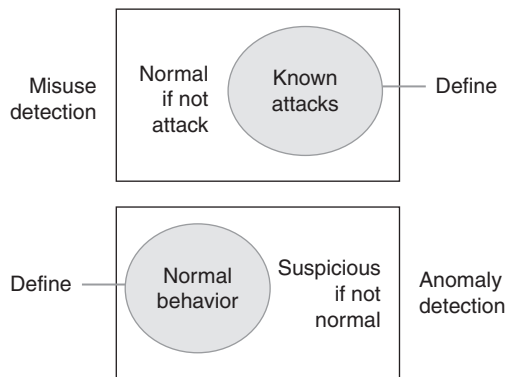 Misuse
detection
Normal
if not
attack
Known
attacks
Define
Define
Normal
behavior
Suspicious
if not
normal
Anomaly
detection